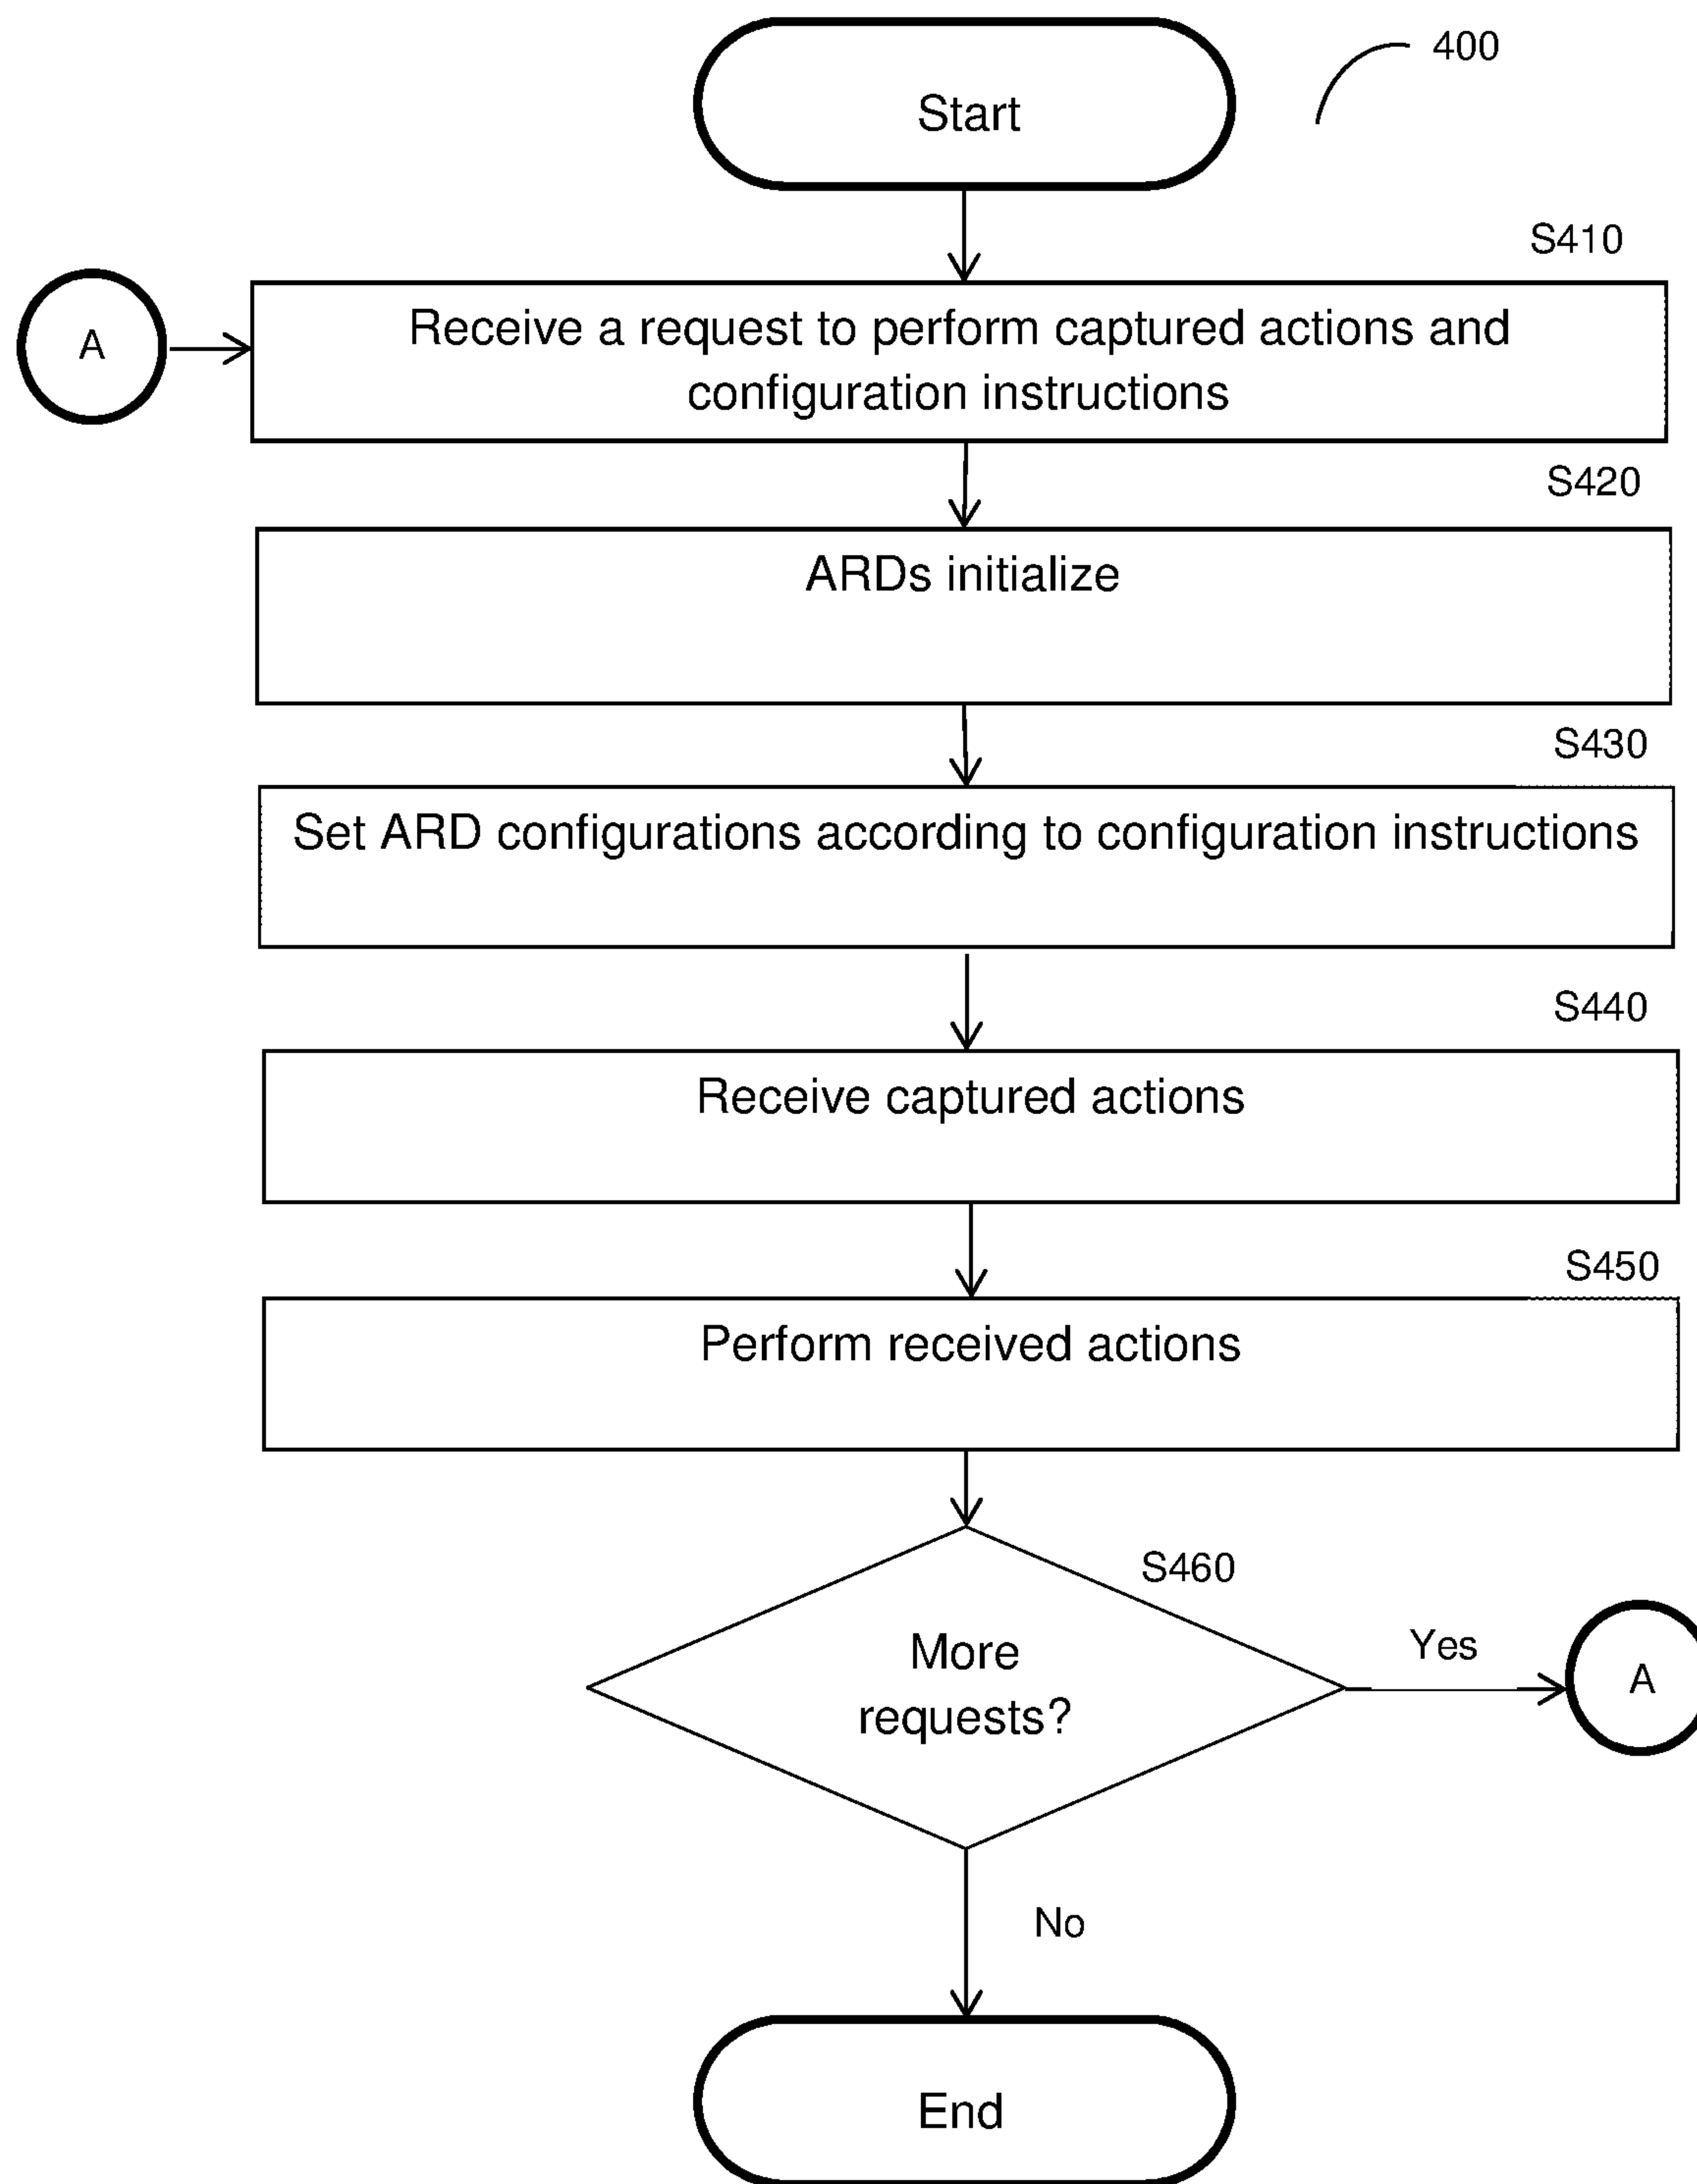 Start
400
S410
A
Receive a request to perform captured actions and
configuration instructions
S420
ARDs initialize
S430
Set ARD configurations according to configuration instructions
S440
Receive captured actions
S450
Perform received actions
S460
More
requests?
Yes
A
No
End